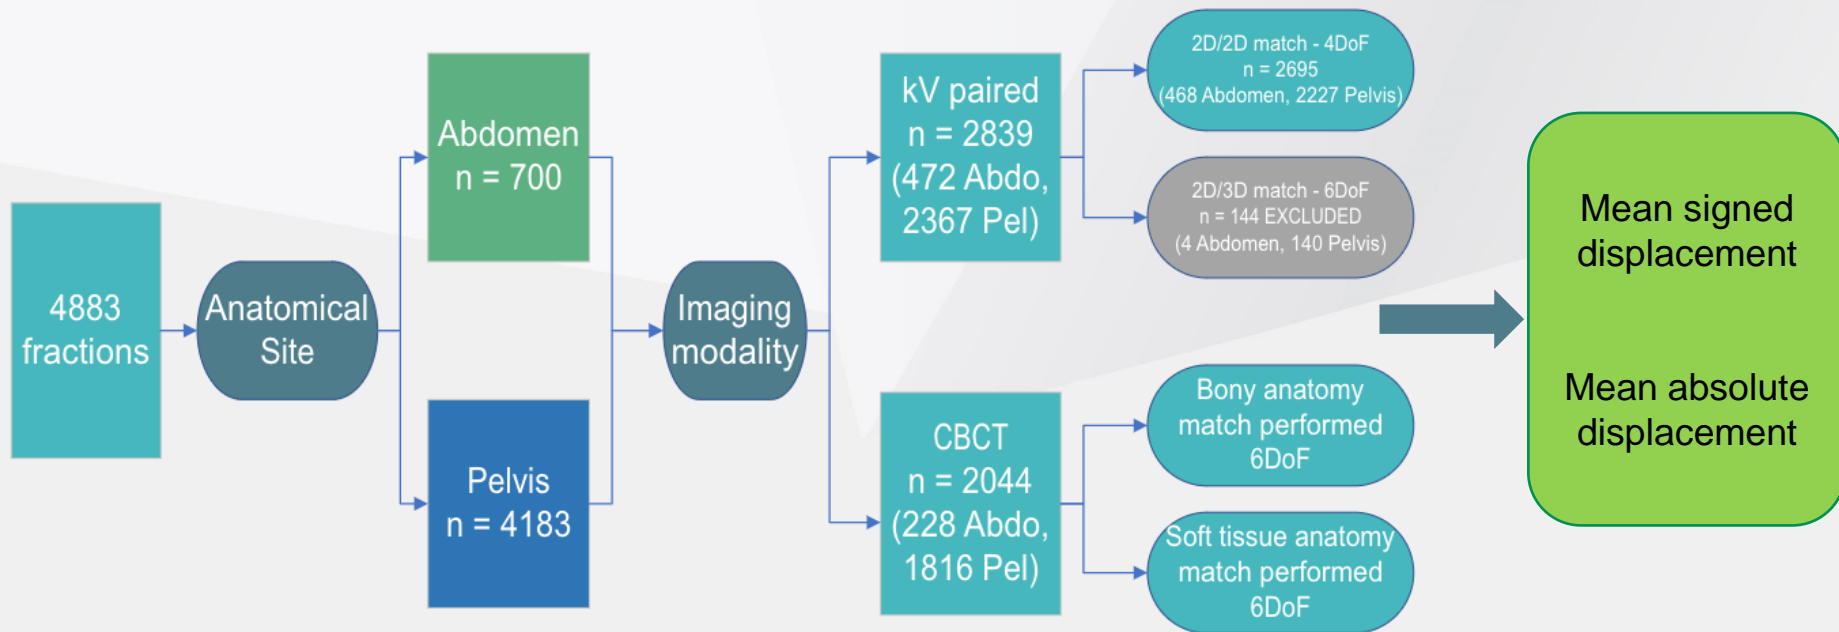 4883
fractions
Anatomical
Site
Abdomen
n = 700
Pelvis
n = 4183
Imaging
modality
kV paired
n = 2839
(472 Abdo,
2367 Pel)
CBCT
n = 2044
(228 Abdo,
1816 Pel)
2D/2D match - 4DoF
n = 2695
(468 Abdomen, 2227 Pelvis)
2D/3D match - 6DoF
n = 144 EXCLUDED
(4 Abdomen, 140 Pelvis)
Bony anatomy
match performed
6DoF
Soft tissue anatomy
match performed
6DoF
Mean signed
displacement
Mean absolute
displacement